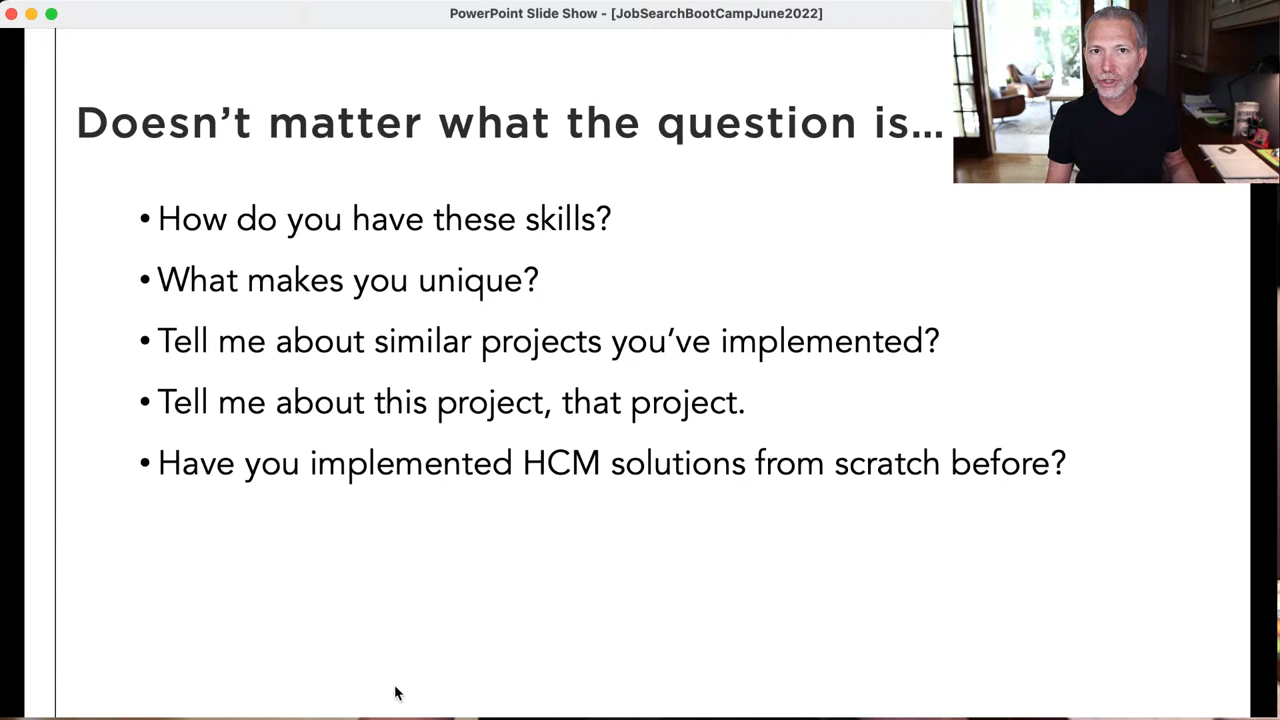 PowerPoint Slide Show - [JobSearchBootCampJune2022]
Doesn’t matter what the question is...
• How do you have these skills?
• What makes you unique?
• Tell me about similar projects you’ve implemented?
• Tell me about this project, that project.
• Have you implemented HCM solutions from scratch before?